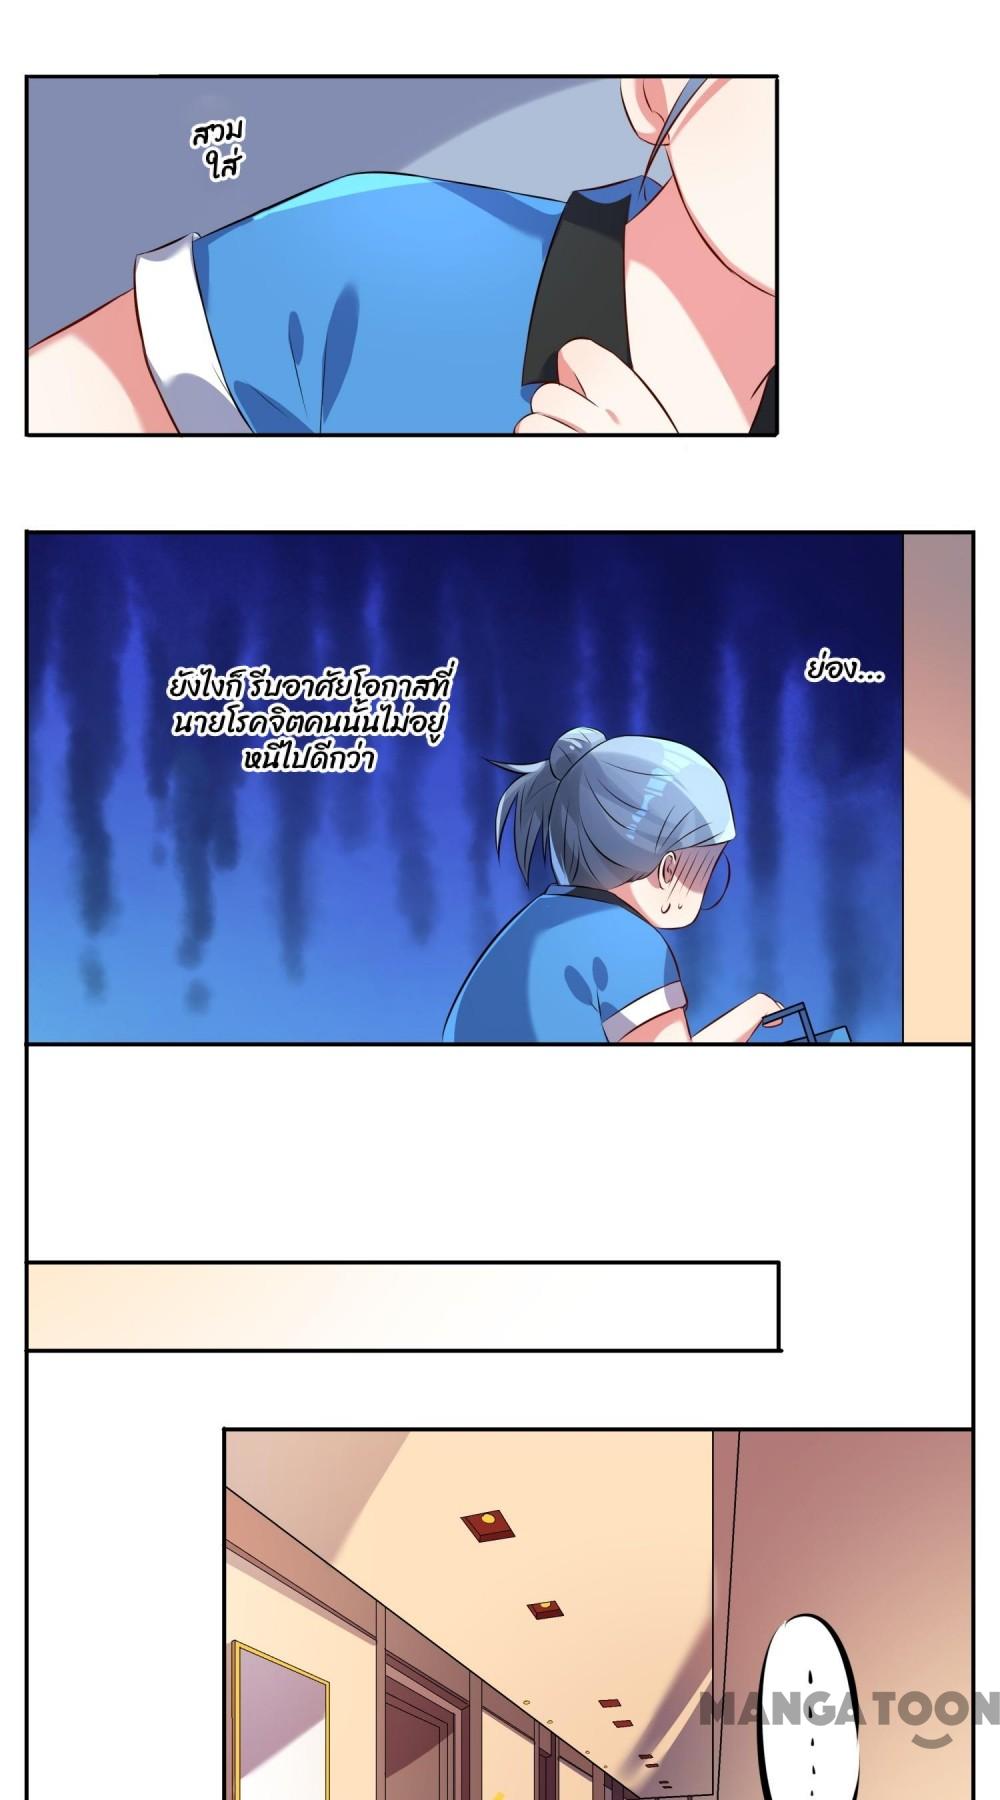 สวม
ใส่
ยังไงก็ รีบอาศัยโอกาสที่
นายโรคจิตคนนั้นไม่อยู่
หนีไปดีกว่า
ย่อง...
......
MANGATOON